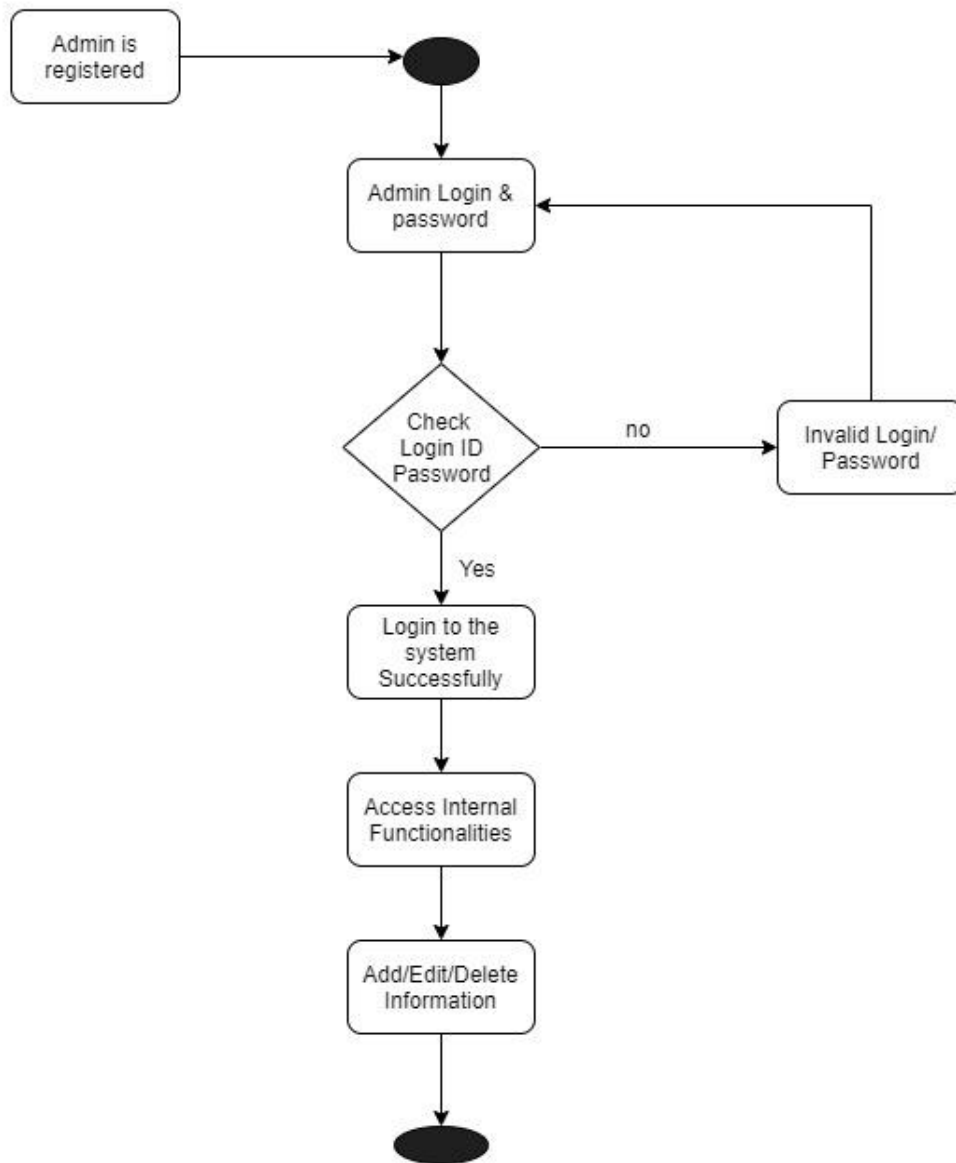 Admin is
registered
Admin Login &
password
Check
Login ID
Password
no
Invalid Login/
Password
Yes
Login to the
system
Successfully
Access Internal
Functionalities
Add/Edit/Delete
Information